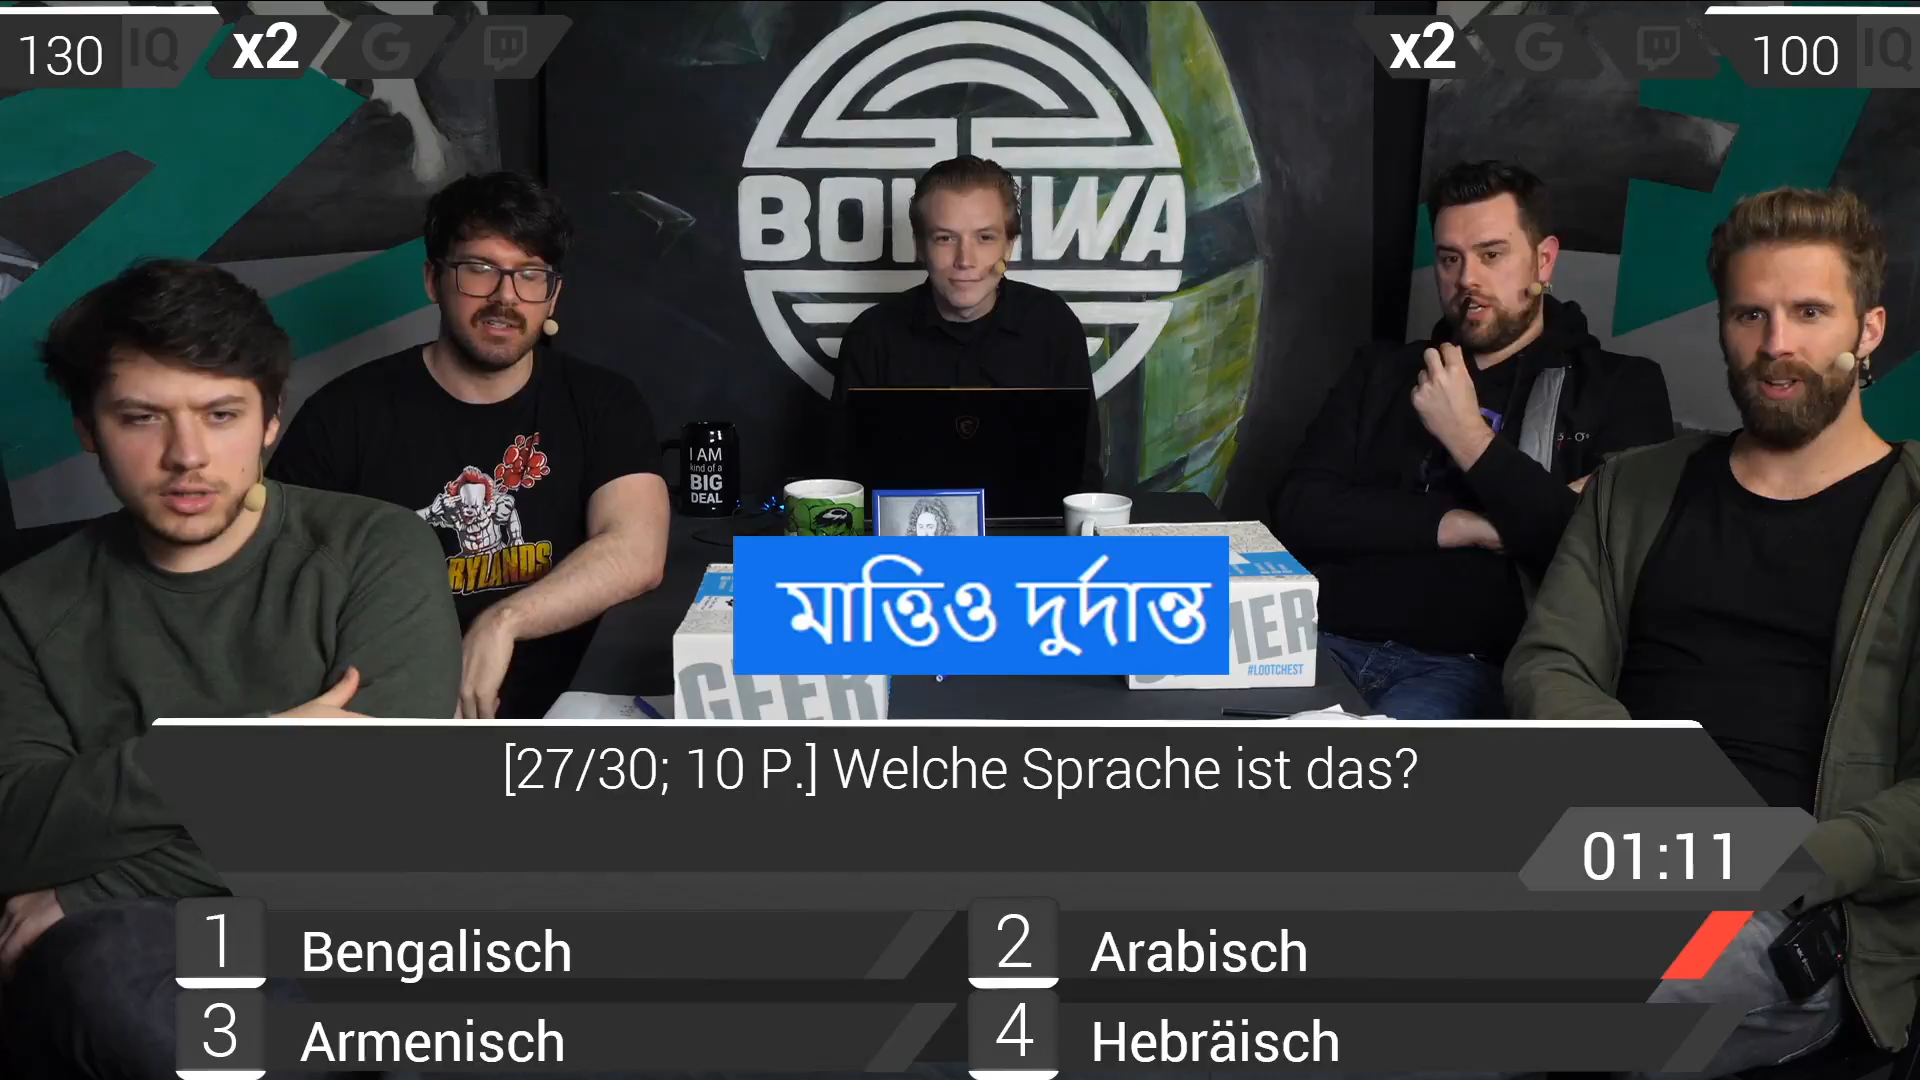 130 IQ x2 G
x2 G 100 IQ
I AM
kind of a
BIG
DEAL
মাত্তিও দুর্দান্ত
#LOOTCHEST
[27/30; 10 P.] Welche Sprache ist das?
01:11
1 Bengalisch
2 Arabisch
3 Armenisch
4 Hebräisch